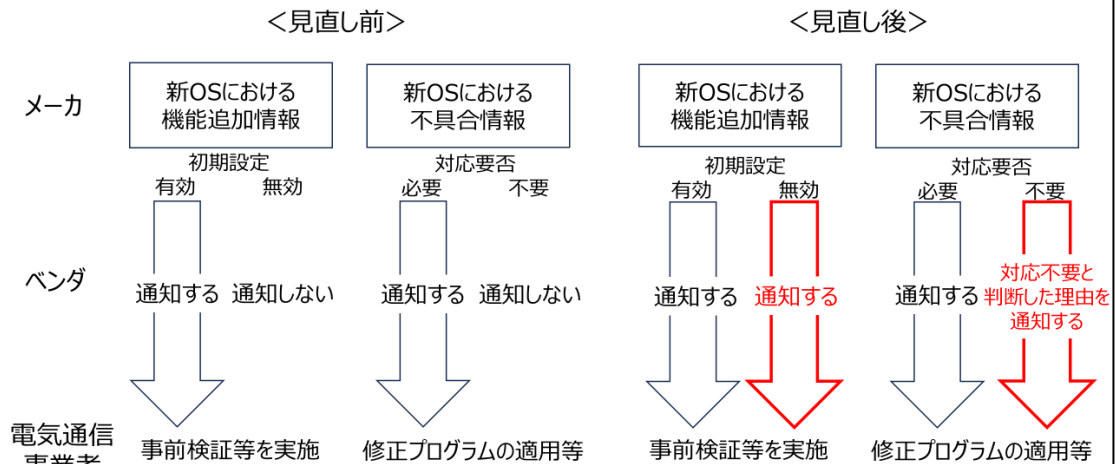 <見直し前>
<見直し後>
メーカ
新OSにおける
機能追加情報
新OSにおける
不具合情報
新OSにおける
機能追加情報
新OSにおける
不具合情報
初期設定
対応要否
初期設定
対応要否
有効 無効
必要 不要
有効 無効
必要 不要
ベンダ
通知する 通知しない
通知する 通知しない
通知する 通知する
通知する
対応不要と
判断した理由を
通知する
電気通信
事業者
事前検証等を実施
修正プログラムの適用等
事前検証等を実施
修正プログラムの適用等